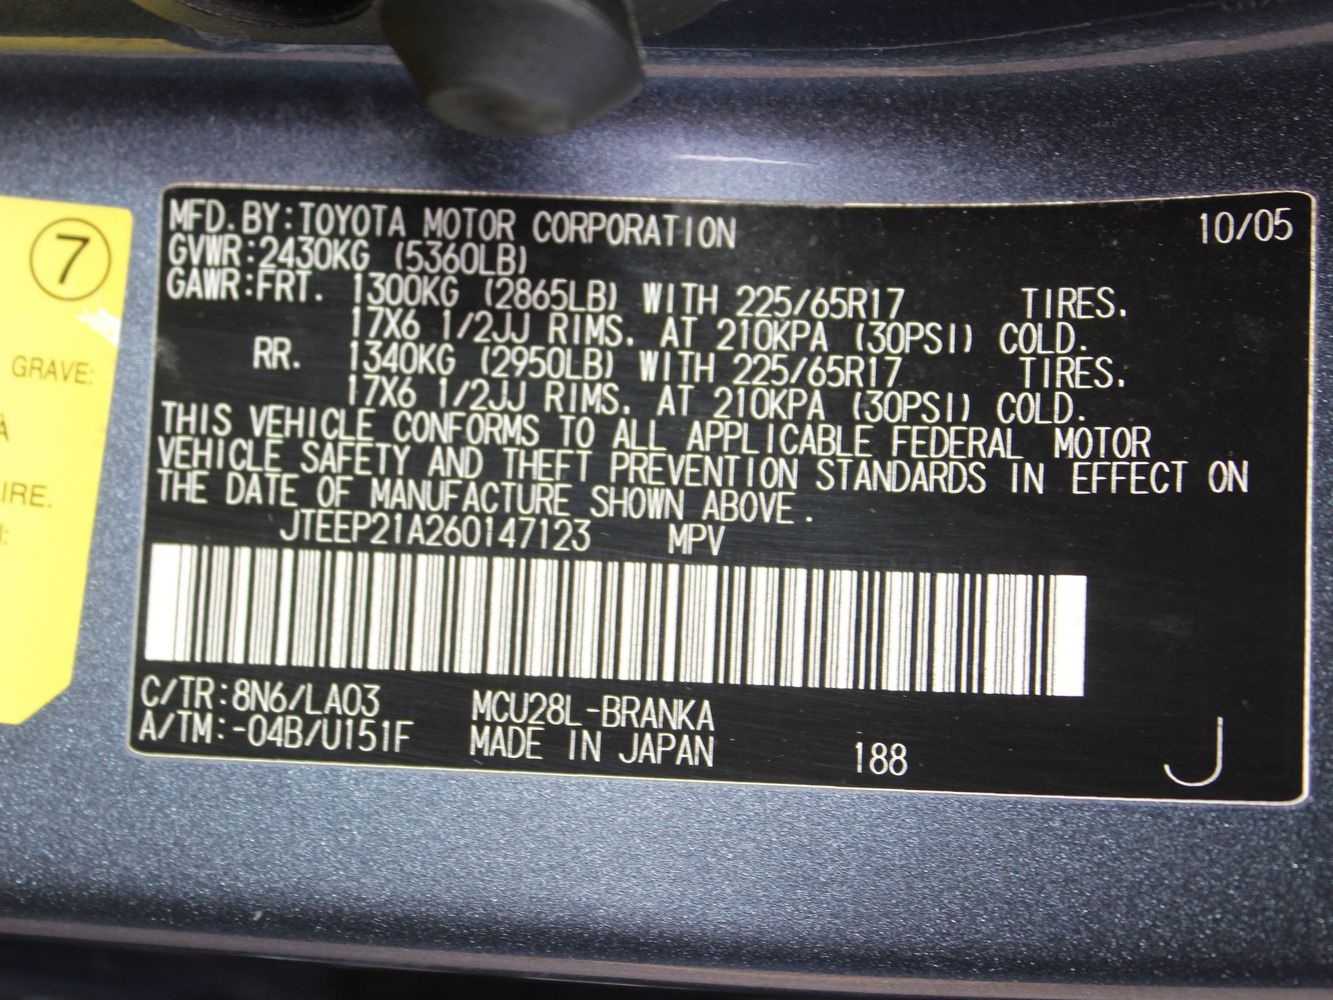 MFD. BY: TOYOTA MOTOR CORPORATION 10/05
GVWR: 2430KG (5360LB)
GAWR: FRT. 1300KG (2865LB) WITH 225/65R17 TIRES.
17X6 1/2JJ RIMS. AT 210KPA (30PSI) COLD.
RR. 1340KG (2950LB) WITH 225/65R17 TIRES.
17X6 1/2JJ RIMS. AT 210KPA (30PSI) COLD.
THIS VEHICLE CONFORMS TO ALL APPLICABLE FEDERAL MOTOR
VEHICLE SAFETY AND THEFT PREVENTION STANDARDS IN EFFECT ON
THE DATE OF MANUFACTURE SHOWN ABOVE.
JTEEP21A260147123 MPV
C/TR: 8N6/LA03 MCU28L-BRANKA
A/TM: -04B/U151F MADE IN JAPAN 188 J
7
GRAVE:
À
IRE.